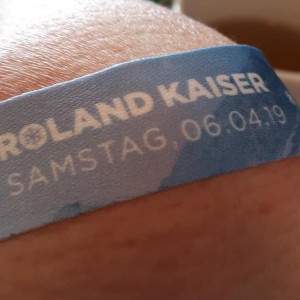 ROLAND KAISER
SAMSTAG, 06.04.19